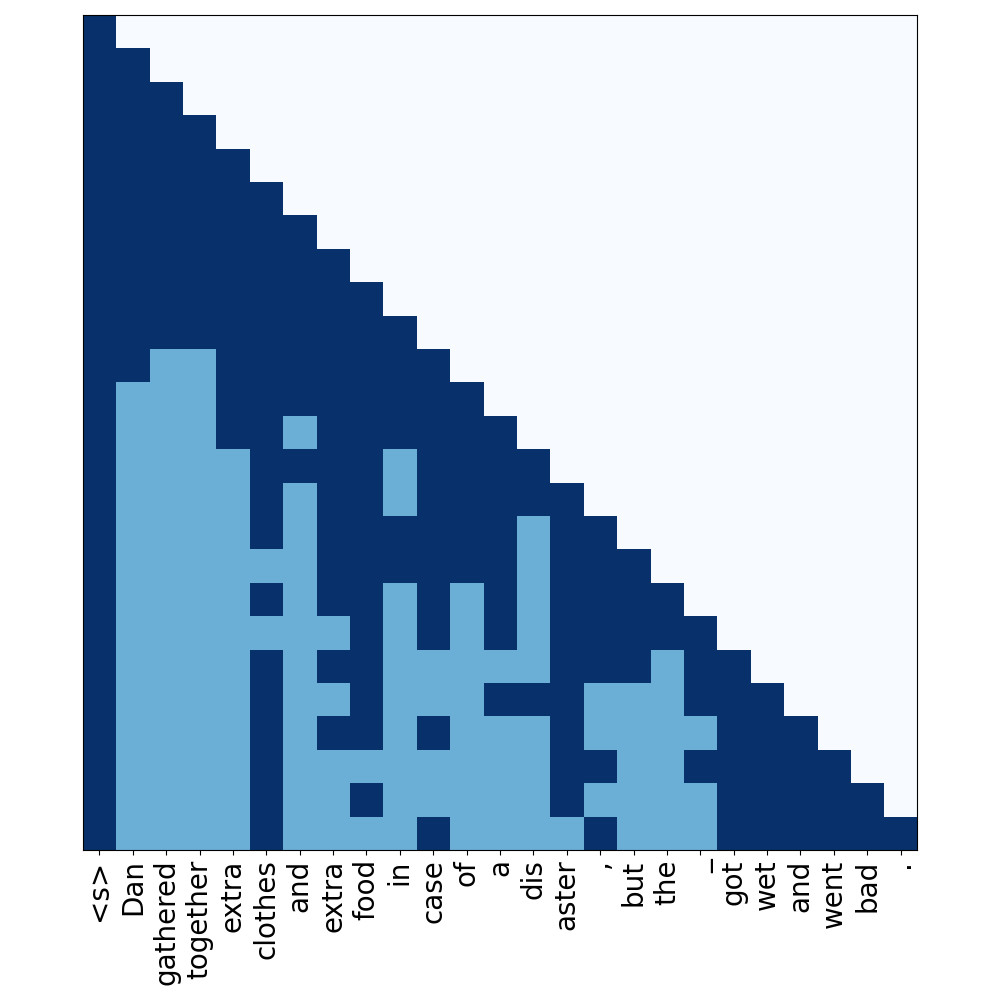 <s> Dan gathered together extra clothes and extra food in case of a dis aster , but the _ got wet and went bad .